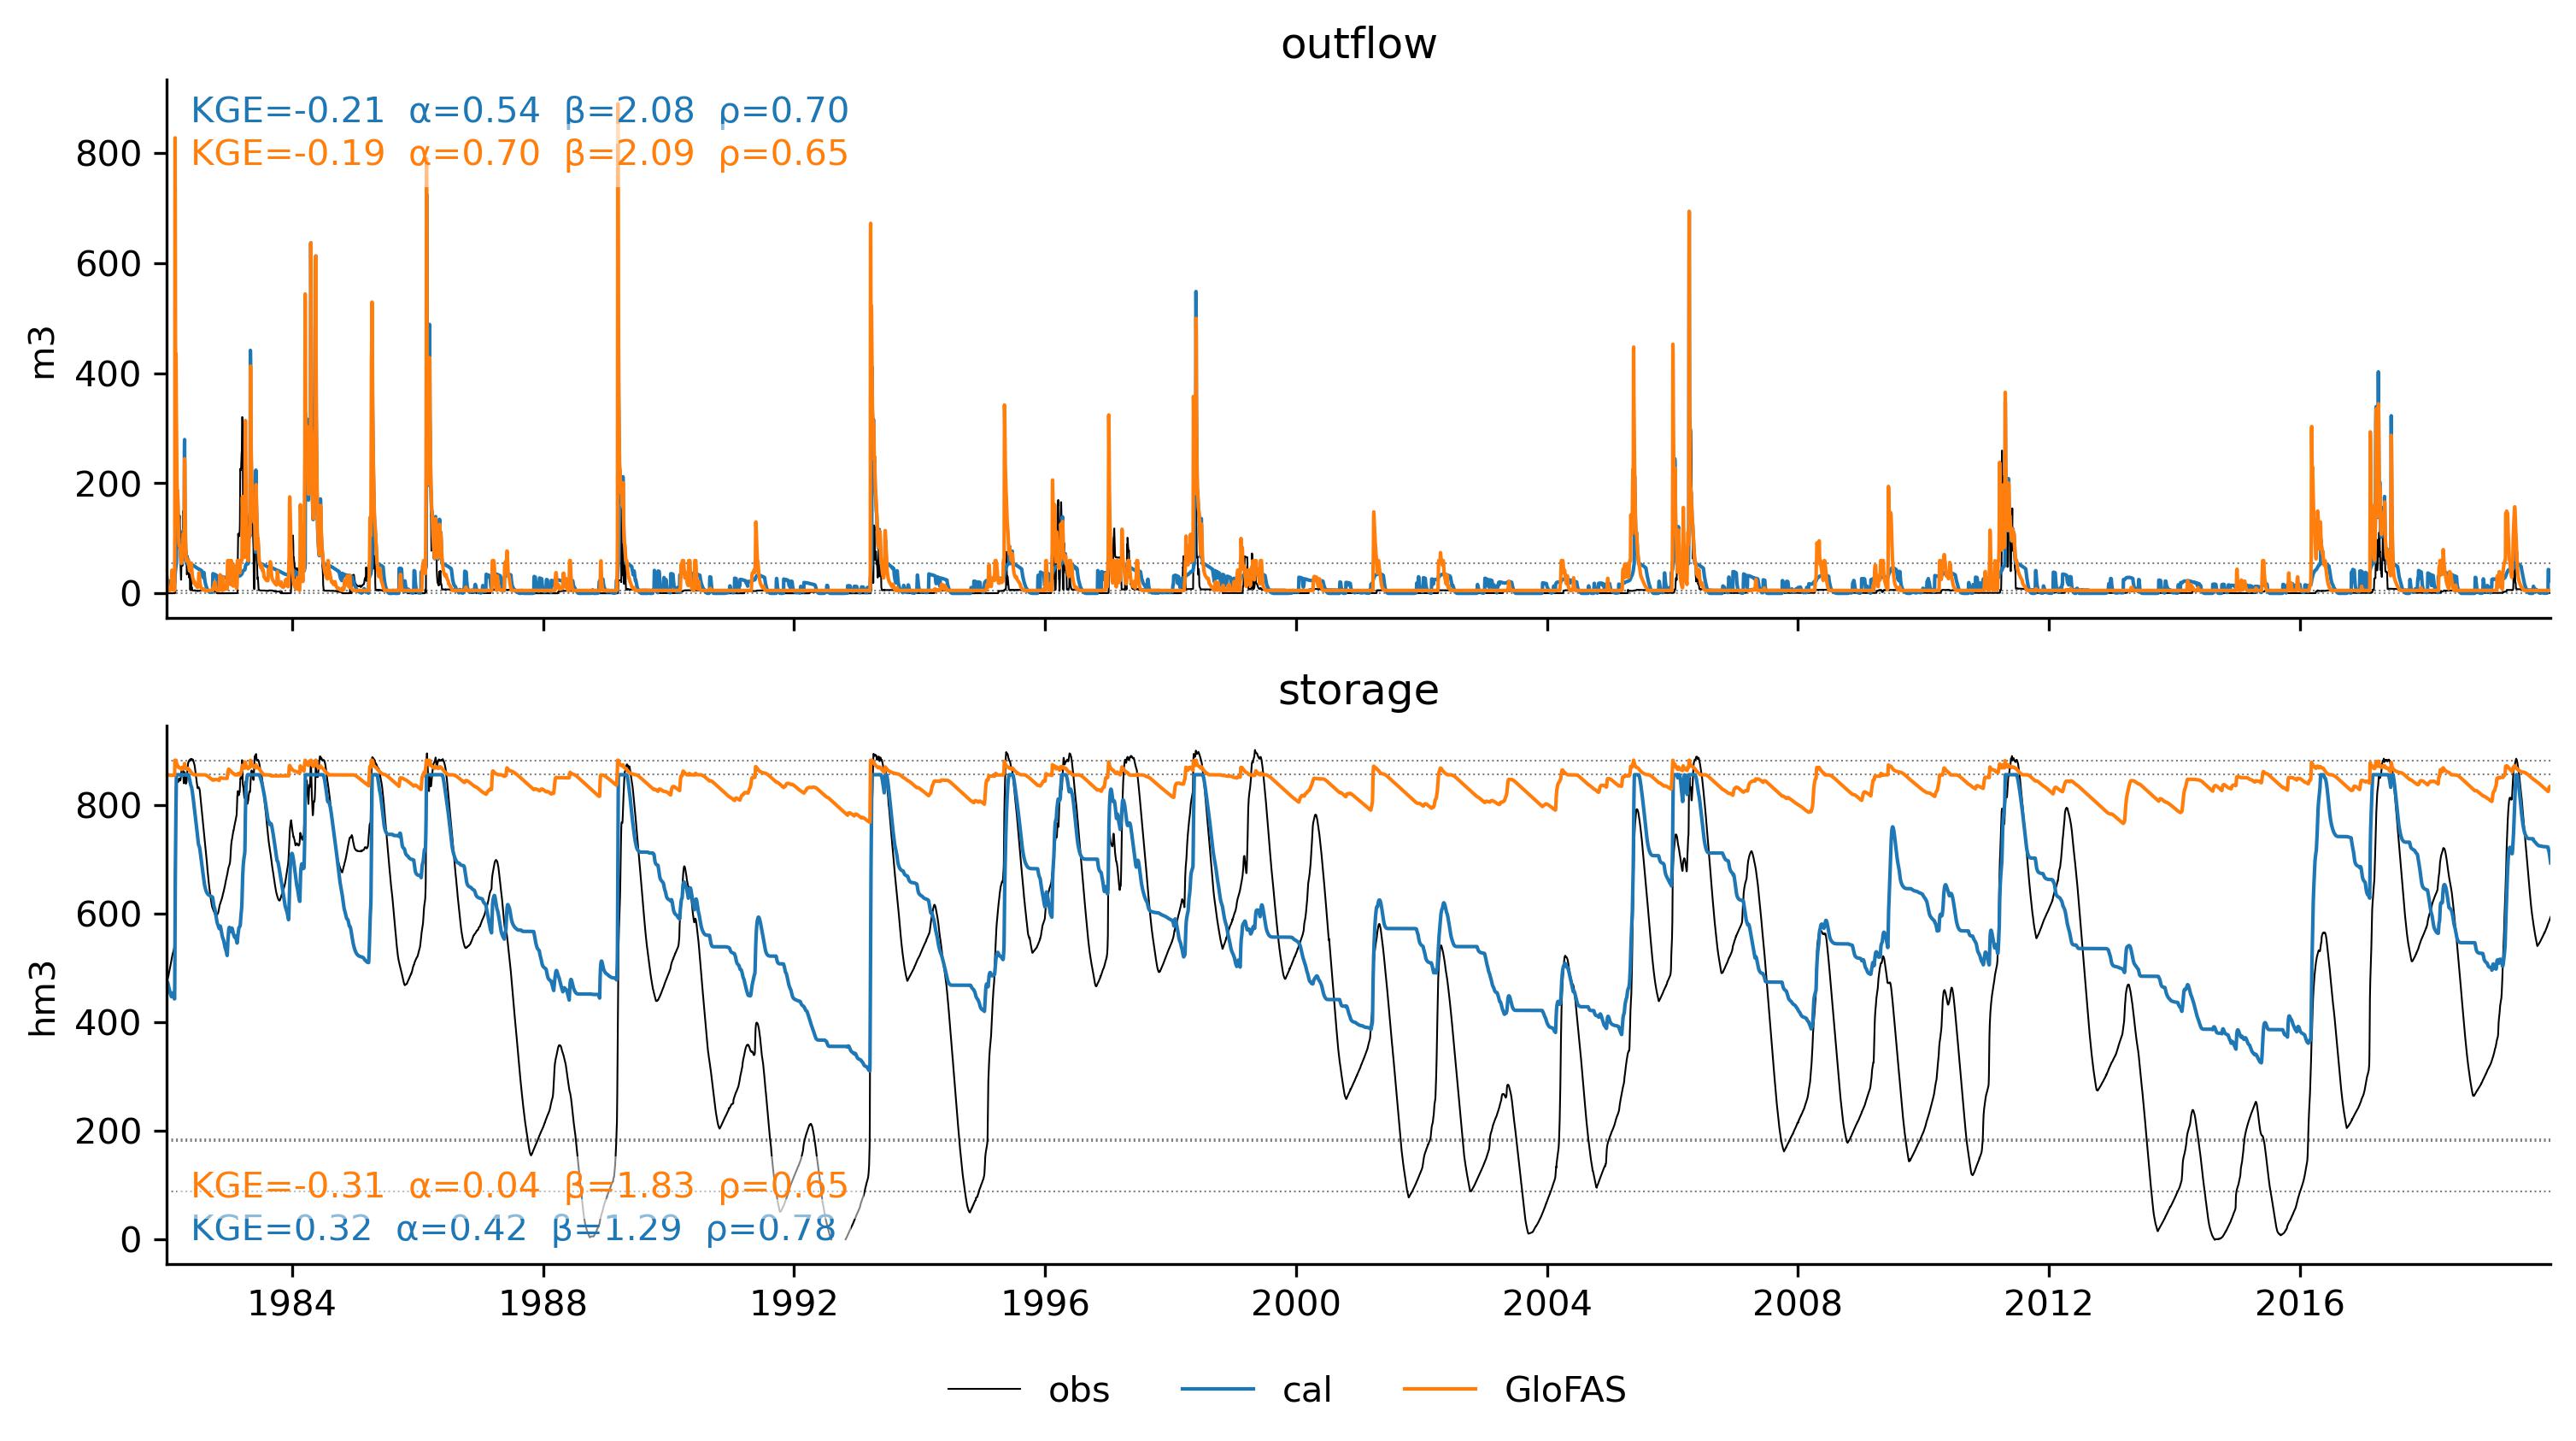 outflow
KGE=-0.21 α=0.54 β=2.08 ρ=0.70
KGE=-0.19 α=0.70 β=2.09 ρ=0.65
m3
800
600
400
200
0
storage
hm3
800
600
400
200
0
KGE=-0.31 α=0.04 β=1.83 ρ=0.65
KGE=0.32 α=0.42 β=1.29 ρ=0.78
1984 1988 1992 1996 2000 2004 2008 2012 2016
obs cal GloFAS